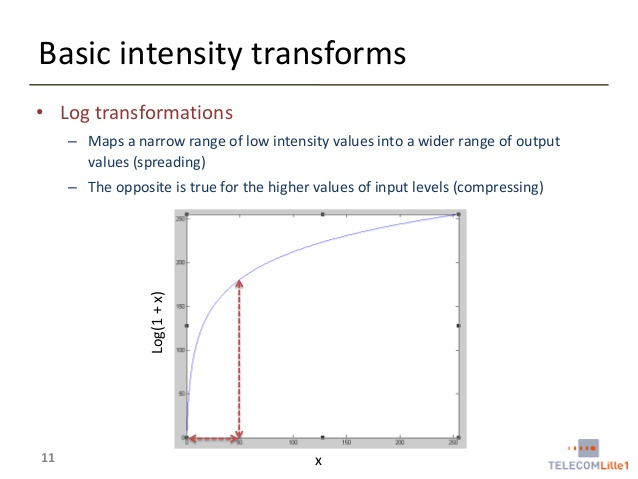 Basic intensity transforms
• Log transformations
– Maps a narrow range of low intensity values into a wider range of output
values (spreading)
– The opposite is true for the higher values of input levels (compressing)
250
200
150
100
50
0
Log(1 + x)
0 50 100 150 200 250
x
11
TELECOMLille1